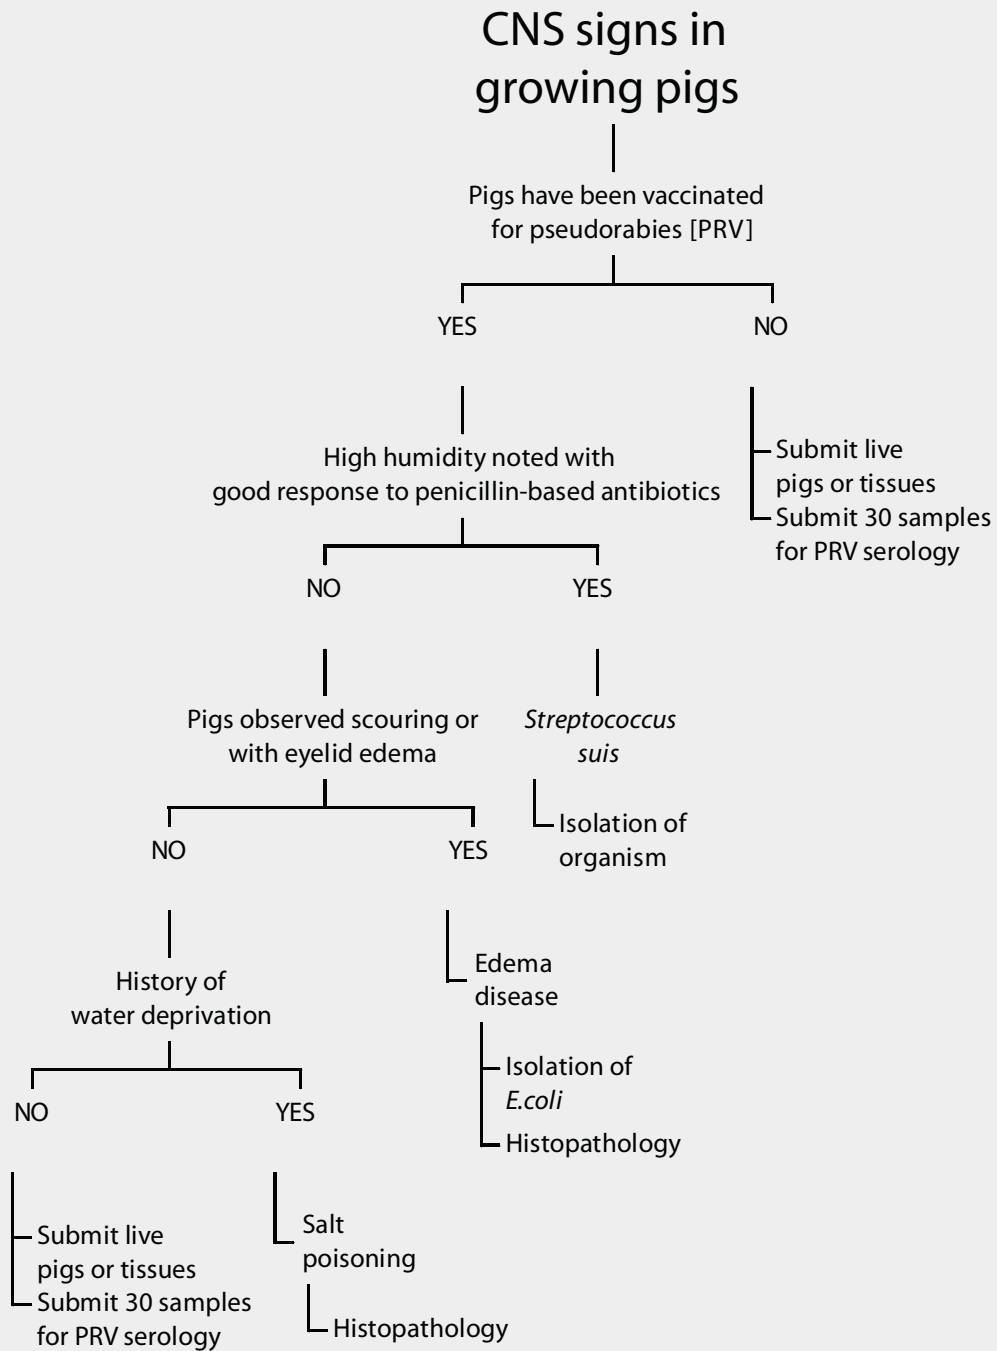 CNS signs in
growing pigs
Pigs have been vaccinated
for pseudorabies [PRV]
YES
NO
High humidity noted with
good response to penicillin-based antibiotics
Submit live
pigs or tissues
Submit 30 samples
for PRV serology
NO
YES
Pigs observed scouring or
with eyelid edema
Streptococcus
suis
Isolation of
organism
NO
YES
History of
water deprivation
Edema
disease
Isolation of
E.coli
Histopathology
NO
YES
Submit live
pigs or tissues
Submit 30 samples
for PRV serology
Salt
poisoning
Histopathology